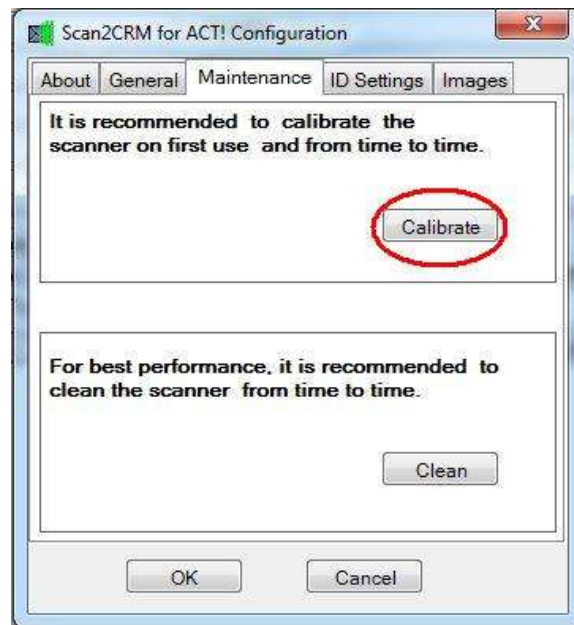 Scan2CRM for ACT! Configuration
About General Maintenance ID Settings Images
It is recommended to calibrate the
scanner on first use and from time to time.
Calibrate
For best performance, it is recommended to
clean the scanner from time to time.
Clean
OK Cancel